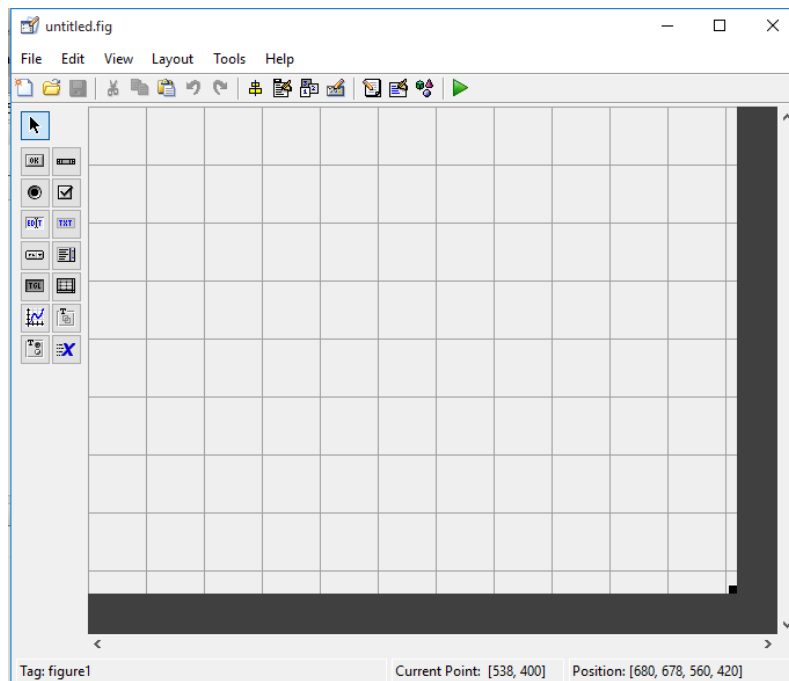 untitled.fig
File Edit View Layout Tools Help
OK
EDIT TXT
TGL
Tag: figure1 Current Point: [538, 400] Position: [680, 678, 560, 420]